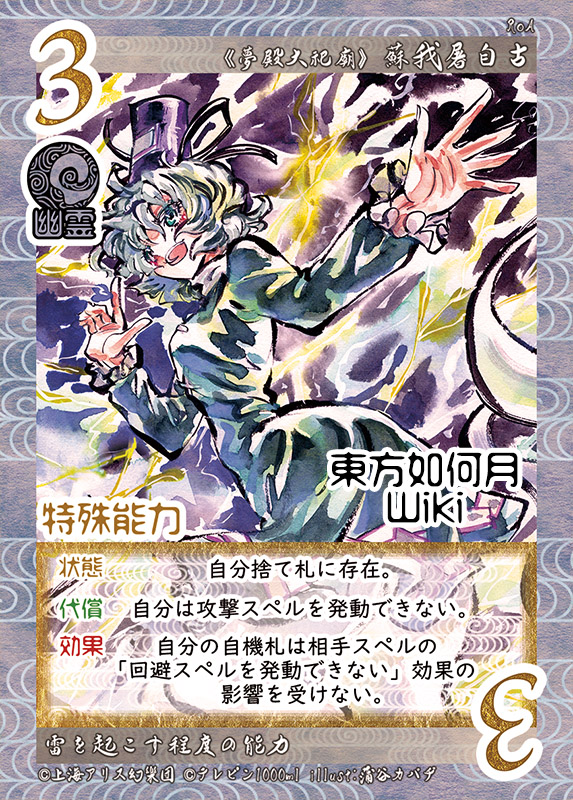 901
《夢殿大祀廟》 蘇我屠自古
3
幽霊
東方如何月
Wiki
特殊能力
状態 自分捨て札に存在。
代償 自分は攻撃スペルを発動できない。
効果 自分の自機札は相手スペルの
「回避スペルを発動できない」効果の
影響を受けない。
3
雷を起こす程度の能力
©上海アリス幻樂団 ©テレピン1000ml illust:蒲谷カバヂ